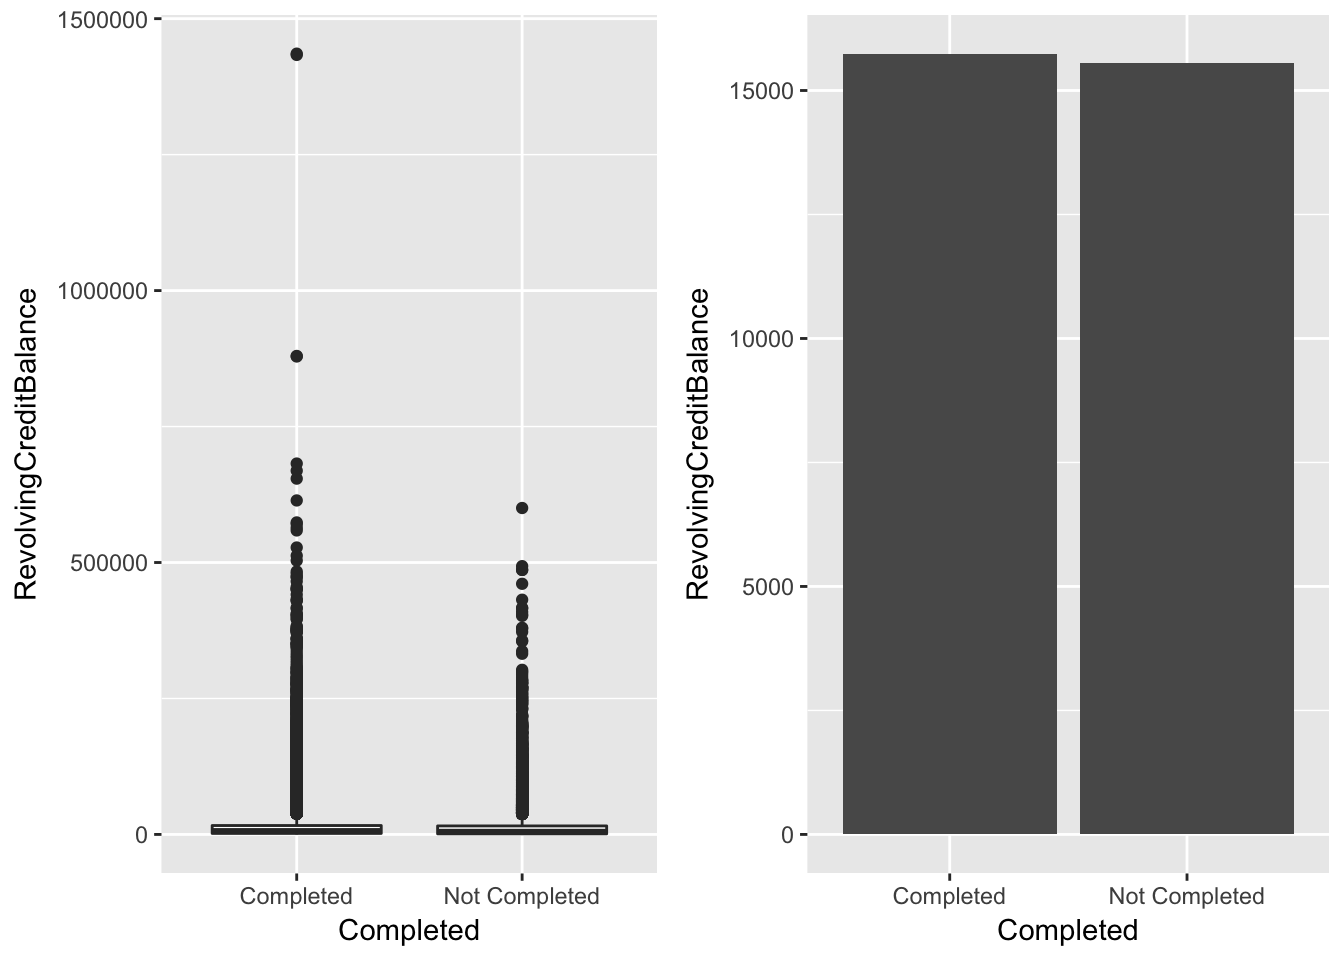 RevolvingCreditBalance
1500000
1000000
500000
0
Completed
Not Completed
Completed
RevolvingCreditBalance
15000
10000
5000
0
Completed
Not Completed
Completed